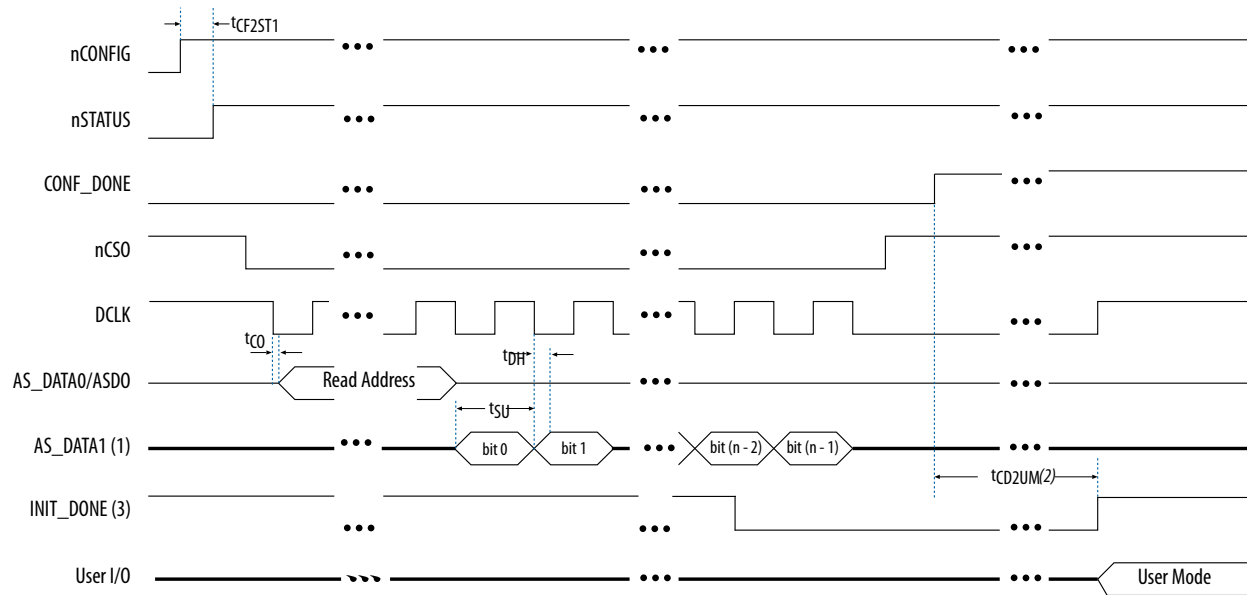 tCF2ST1
nCONFIG
nSTATUS
CONF_DONE
nCSO
DCLK
tCO
tDH
AS_DATA0/ASDO
Read Address
tSU
AS_DATA1 (1)
bit 0
bit 1
bit (n - 2)
bit (n - 1)
tCD2UM(2)
INIT_DONE (3)
User I/O
User Mode